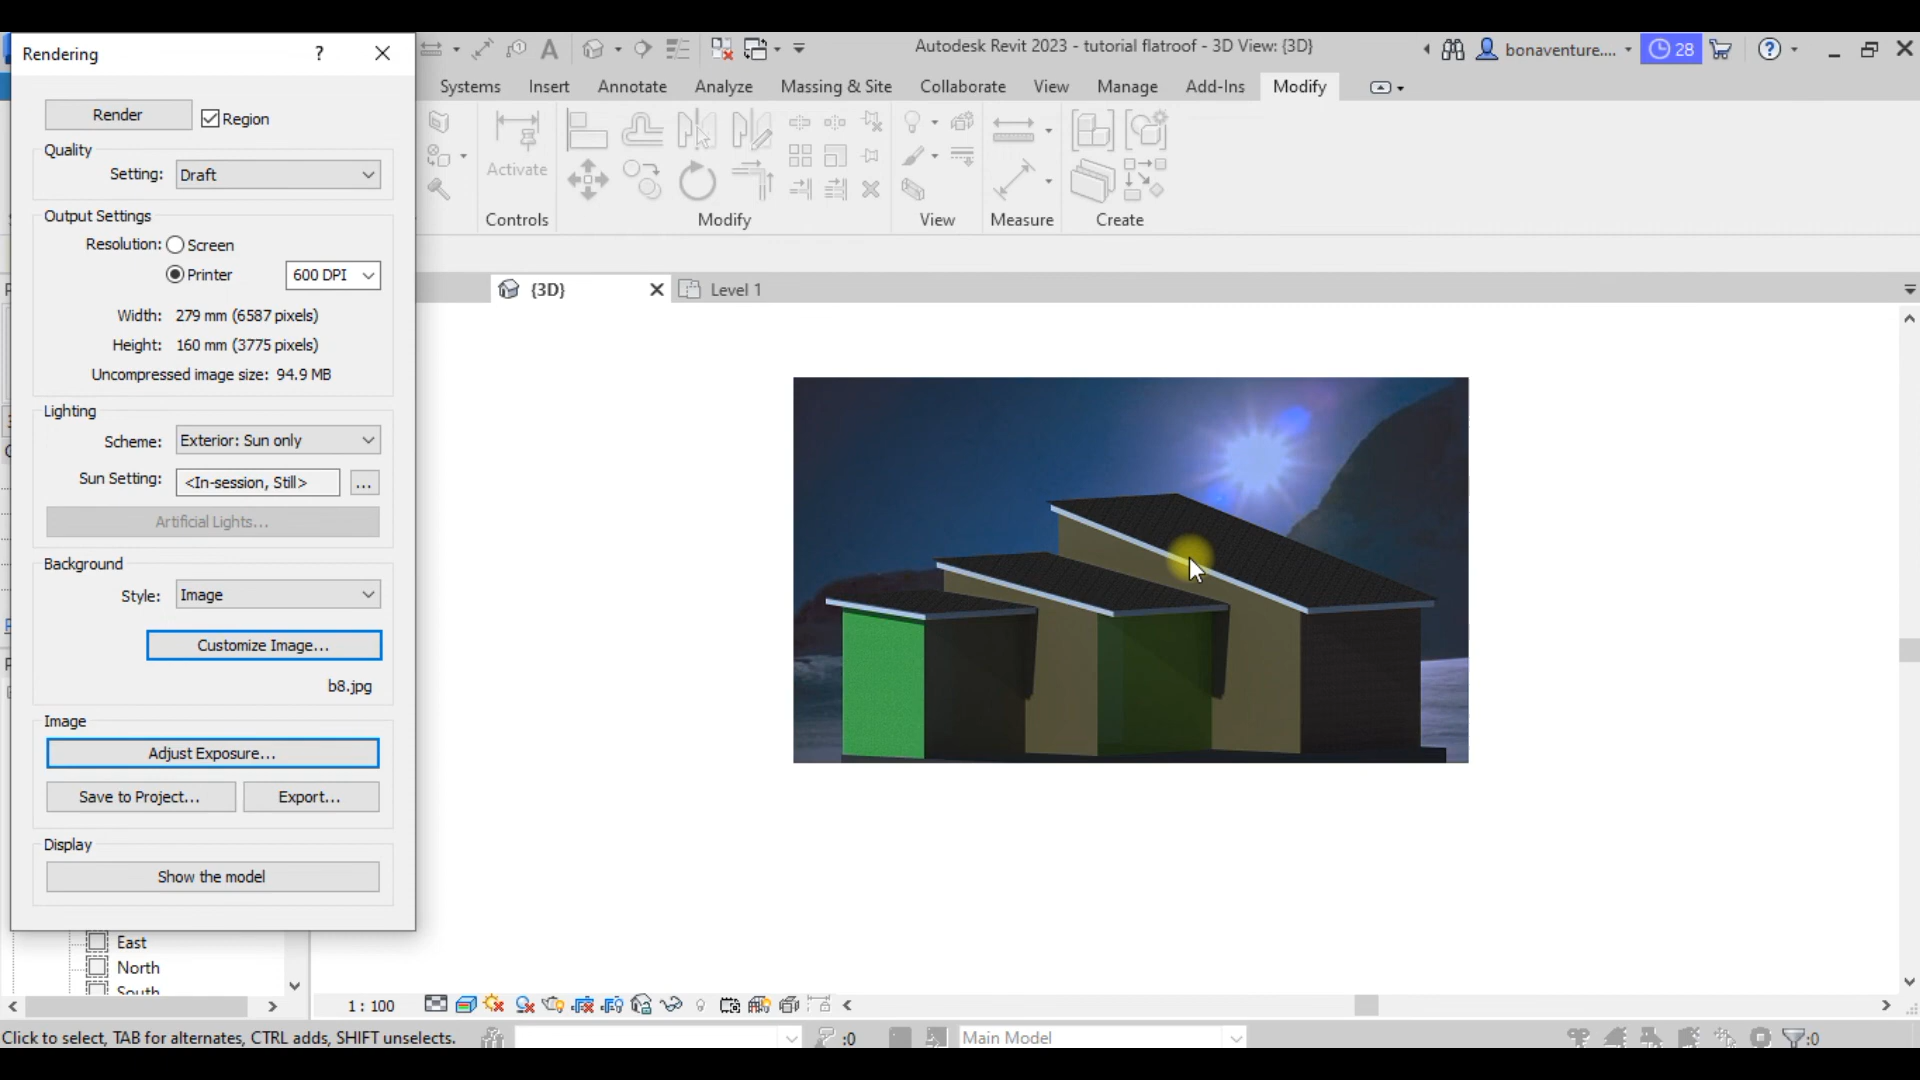 Rendering
?
Render
Region
Quality
Setting: Draft
Output Settings
Resolution: Screen
Printer 600 DPI
Width: 279 mm (6587 pixels)
Height: 160 mm (3775 pixels)
Uncompressed image size: 94.9 MB
Lighting
Scheme: Exterior: Sun only
Sun Setting: <In-session, Still>
...
Artificial Lights...
Background
Style: Image
Customize Image...
b8.jpg
Image
Adjust Exposure...
Save to Project... Export...
Display
Show the model
A
Autodesk Revit 2023 - tutorial flatroof - 3D View: {3D}
bonaventure....
28
?
Systems Insert Annotate Analyze Massing & Site Collaborate View Manage Add-Ins Modify
Activate
Controls Modify View Measure Create
{3D} Level 1
East
North
South
1 : 100
Click to select, TAB for alternates, CTRL adds, SHIFT unselects.
:0
Main Model
:0